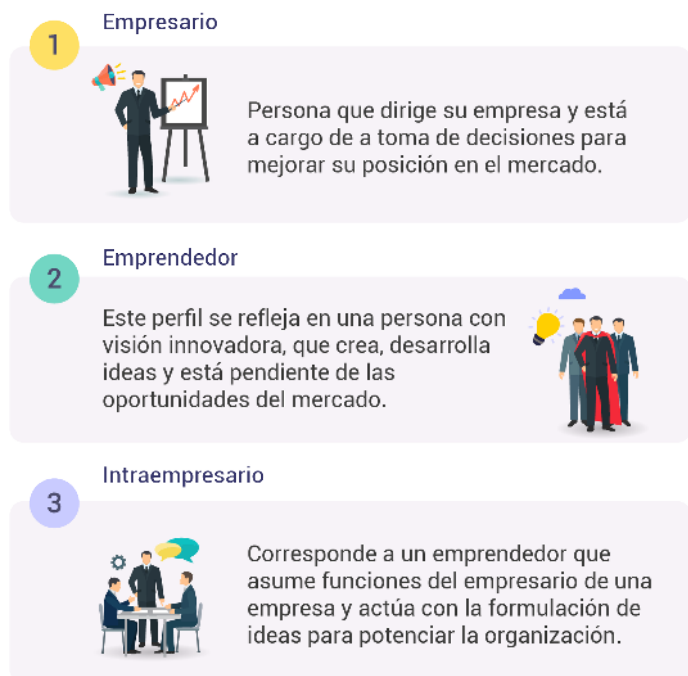 1
Empresario
Persona que dirige su empresa y está
a cargo de a toma de decisiones para
mejorar su posición en el mercado.
2
Emprendedor
Este perfil se refleja en una persona con
visión innovadora, que crea, desarrolla
ideas y está pendiente de las
oportunidades del mercado.
3
Intraempresario
Corresponde a un emprendedor que
asume funciones del empresario de una
empresa y actúa con la formulación de
ideas para potenciar la organización.